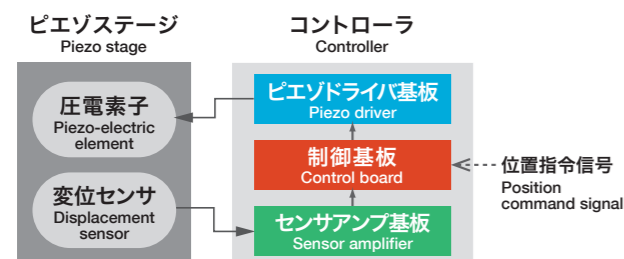 ピエゾステージ
Piezo stage
圧電素子
Piezo-electric
element
変位センサ
Displacement
sensor
コントローラ
Controller
ピエゾドライバ基板
Piezo driver
制御基板
Control board
センサアンプ基板
Sensor amplifier
位置指令信号
Position
command signal